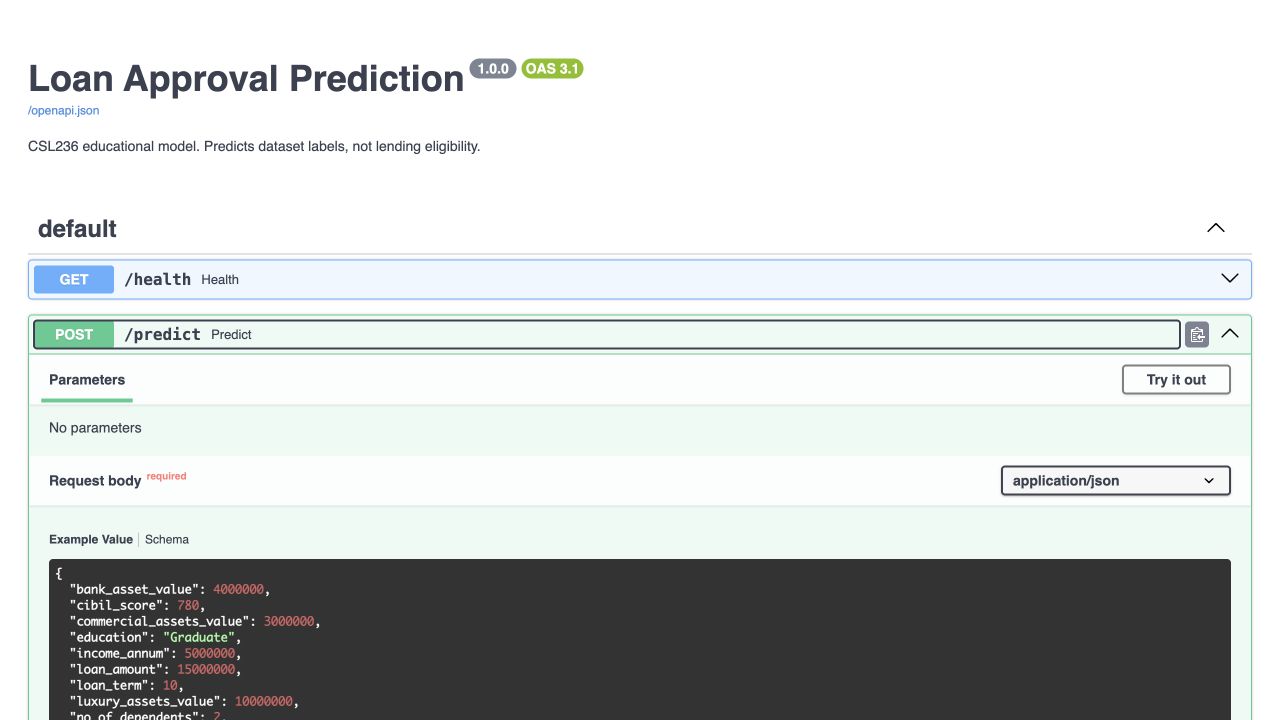 Loan Approval Prediction 1.0.0 OAS 3.1
/openapi.json
CSL236 educational model. Predicts dataset labels, not lending eligibility.
default
GET /health Health
POST /predict Predict
Parameters Try it out
No parameters
Request body required application/json
Example Value Schema
{
"bank_asset_value": 4000000,
"cibil_score": 780,
"commercial_assets_value": 3000000,
"education": "Graduate",
"income_annum": 5000000,
"loan_amount": 15000000,
"loan_term": 10,
"luxury_assets_value": 10000000,
"no_of_dependents": 2,